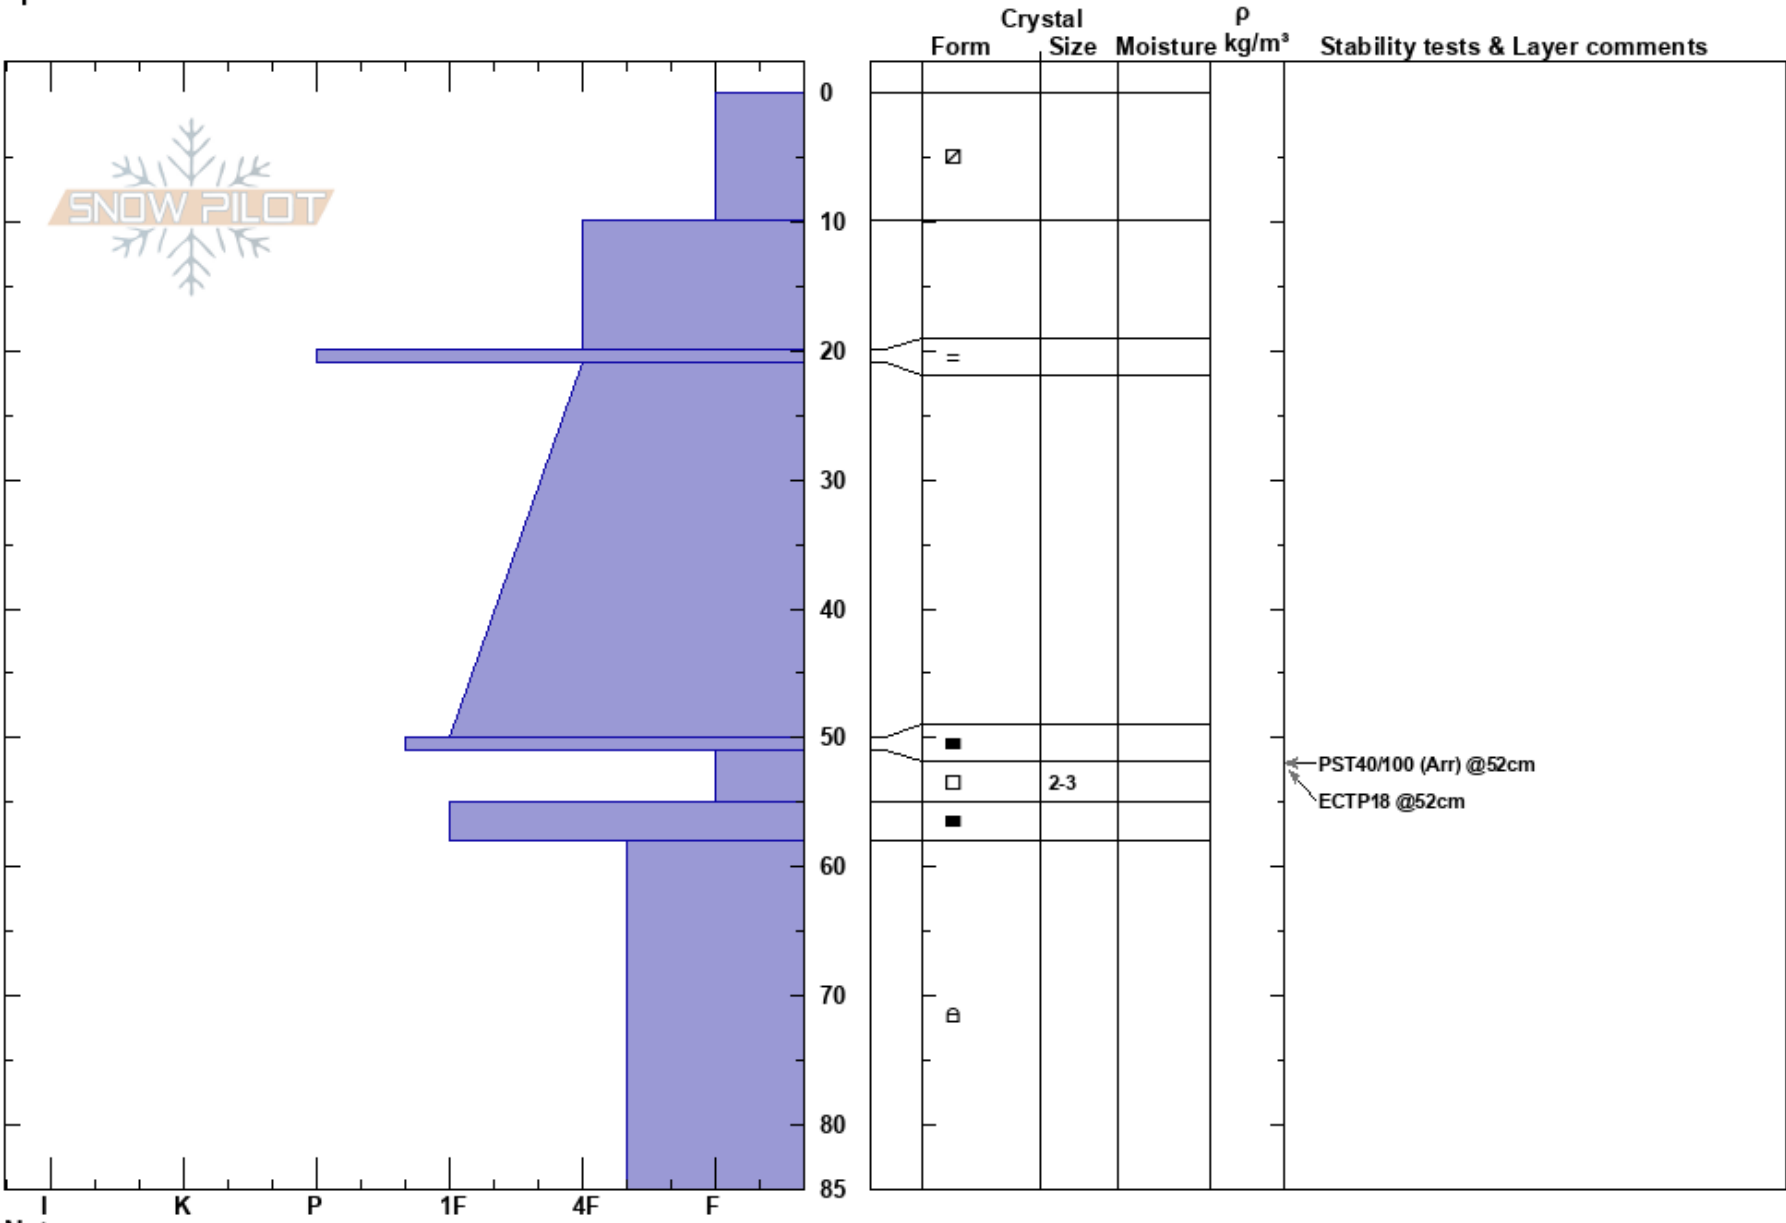 Crystal
ρ
Form Size Moisture kg/m³ Stability tests & Layer comments
0
SNOW PILOT
10
20
30
40
50
PST40/100 (Arr) @52cm
2-3
ECTP18 @52cm
60
70
80
85
I K P 1F 4F F